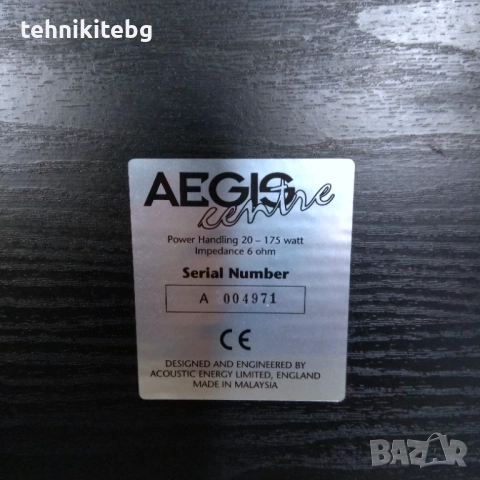 tehnikitebg
AEGIS
centre
Power Handling 20 – 175 watt
Impedance 6 ohm
Serial Number
A 004971
CE
DESIGNED AND ENGINEERED BY
ACOUSTIC ENERGY LIMITED, ENGLAND
MADE IN MALAYSIA
BAZAR
bg